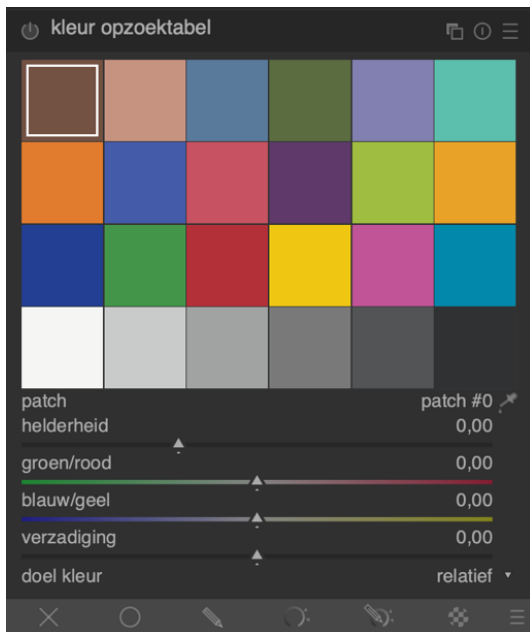 kleur opzoektabel
patch patch #0
helderheid 0,00
groen/rood 0,00
blauw/geel 0,00
verzadiging 0,00
doel kleur relatief